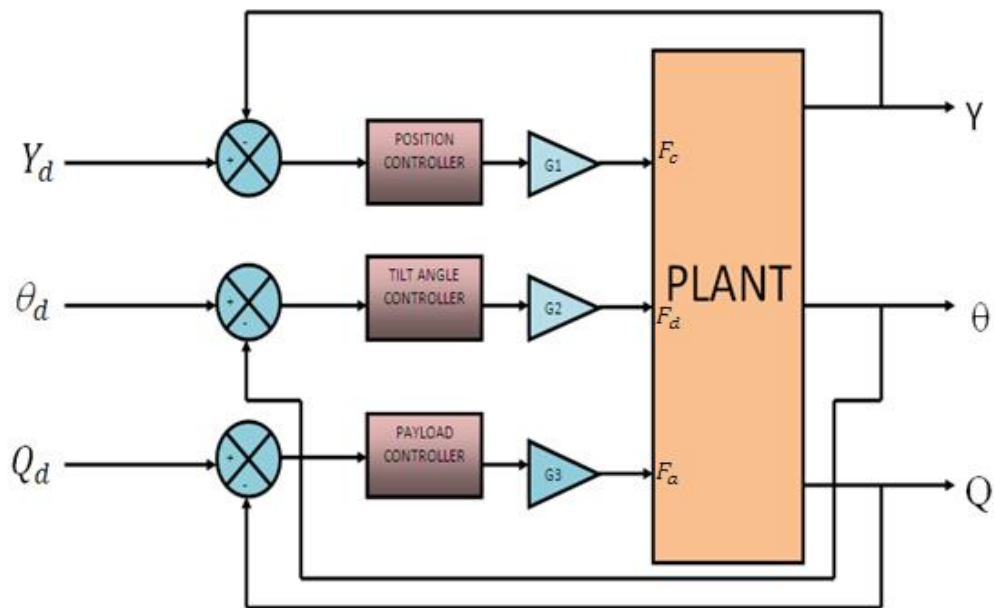 Y
Y_d
-
+
POSITION
CONTROLLER
G1
F_c
θ_d
+
-
TILT ANGLE
CONTROLLER
G2
F_d
PLANT
θ
Q_d
+
-
PAYLOAD
CONTROLLER
G3
F_a
Q